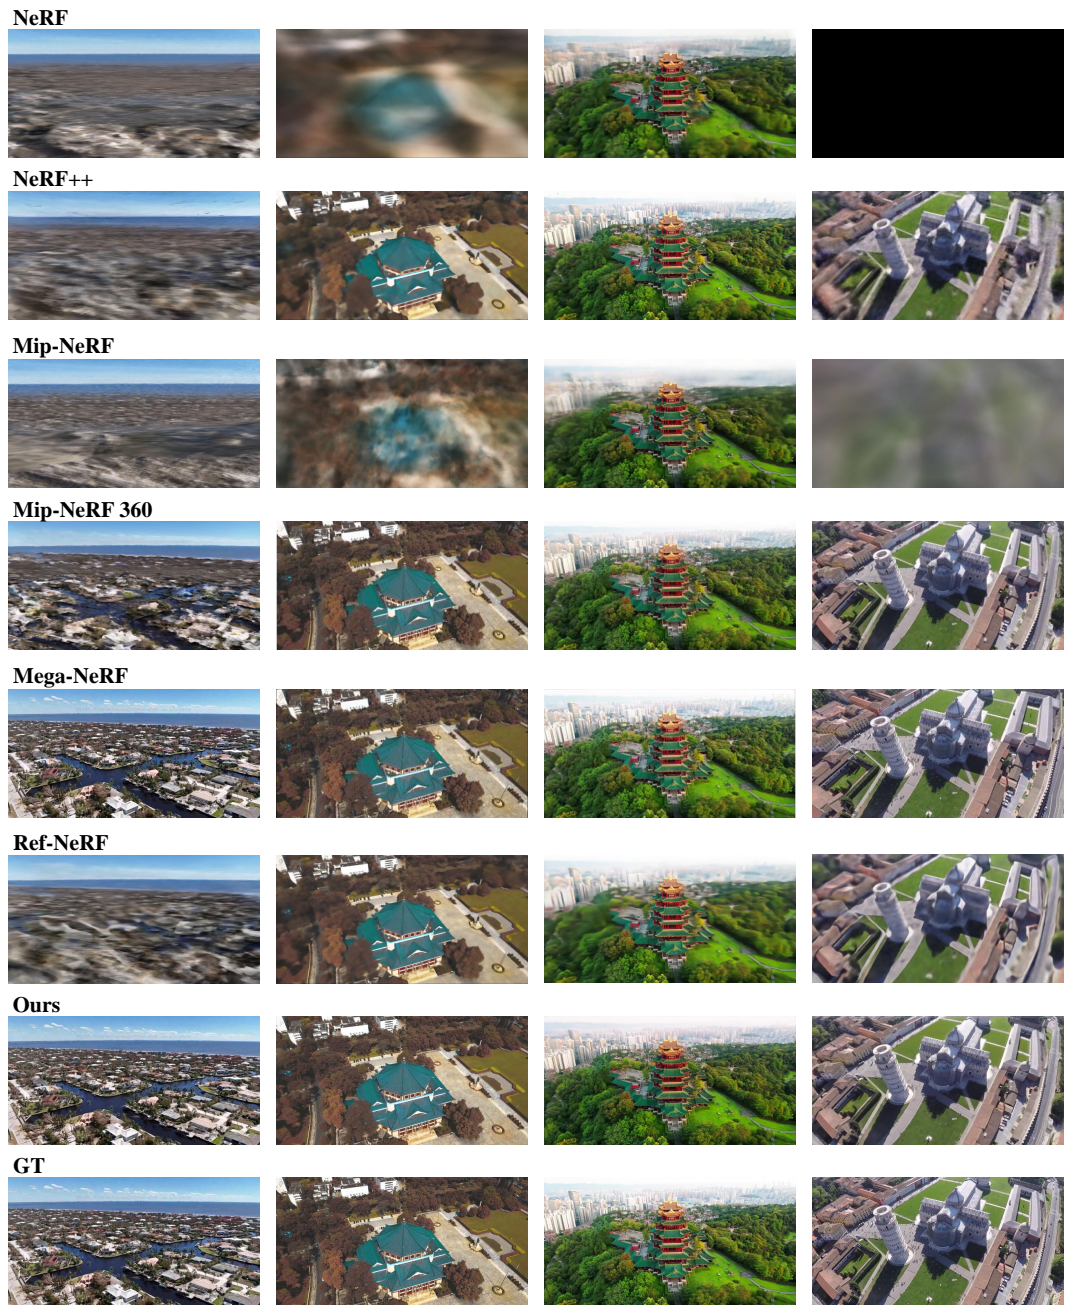 NeRF
NeRF++
Mip-NeRF
Mip-NeRF 360
Mega-NeRF
Ref-NeRF
Ours
GT